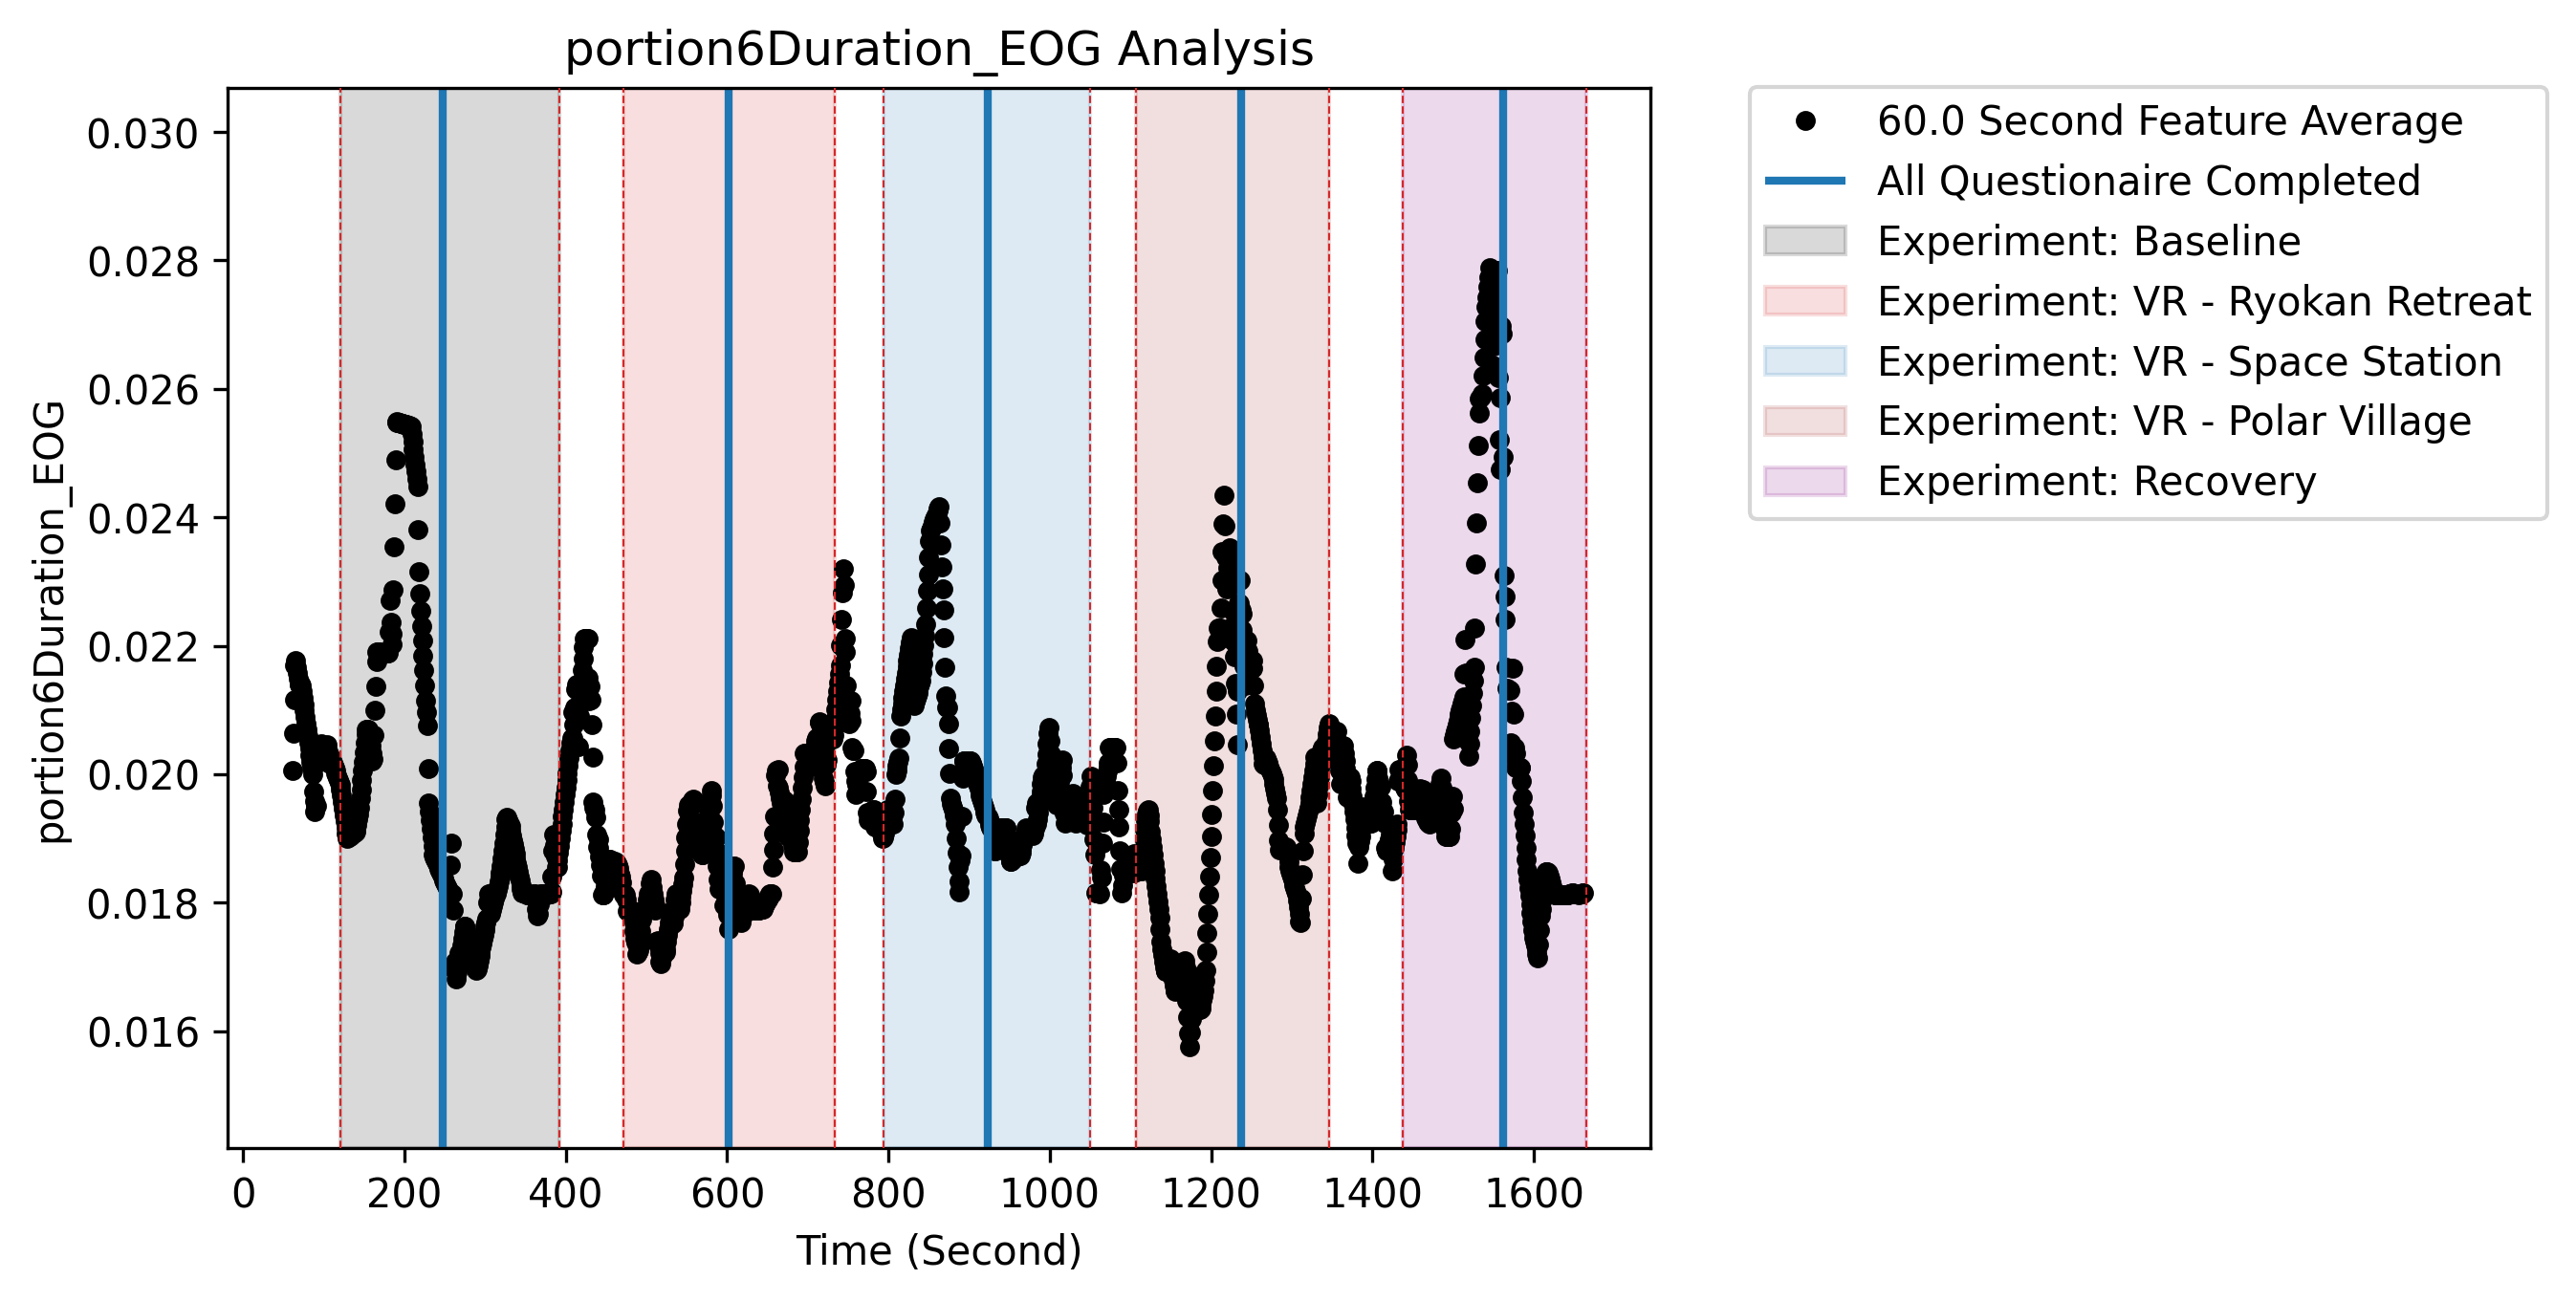 portion6Duration_EOG Analysis
portion6Duration_EOG
0.030
0.028
0.026
0.024
0.022
0.020
0.018
0.016
0 200 400 600 800 1000 1200 1400 1600
Time (Second)
60.0 Second Feature Average
All Questionaire Completed
Experiment: Baseline
Experiment: VR - Ryokan Retreat
Experiment: VR - Space Station
Experiment: VR - Polar Village
Experiment: Recovery